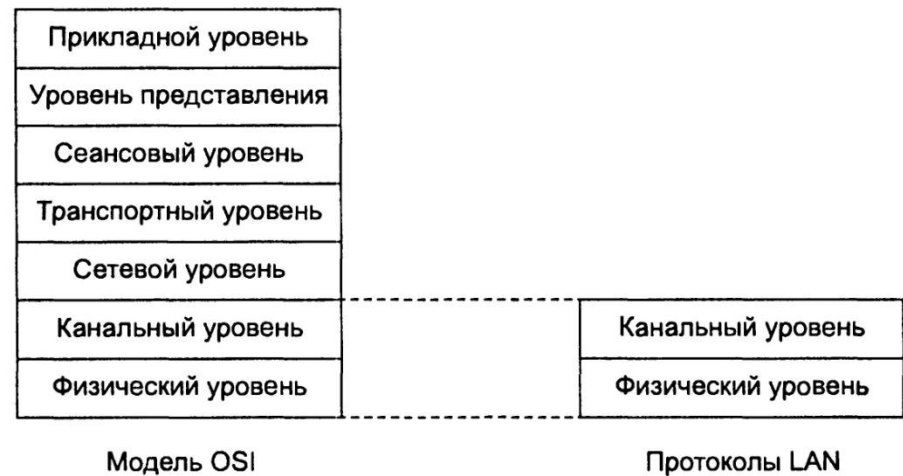 Прикладной уровень
Уровень представления
Сеансовый уровень
Транспортный уровень
Сетевой уровень
Канальный уровень
Физический уровень
Модель OSI
Канальный уровень
Физический уровень
Протоколы LAN